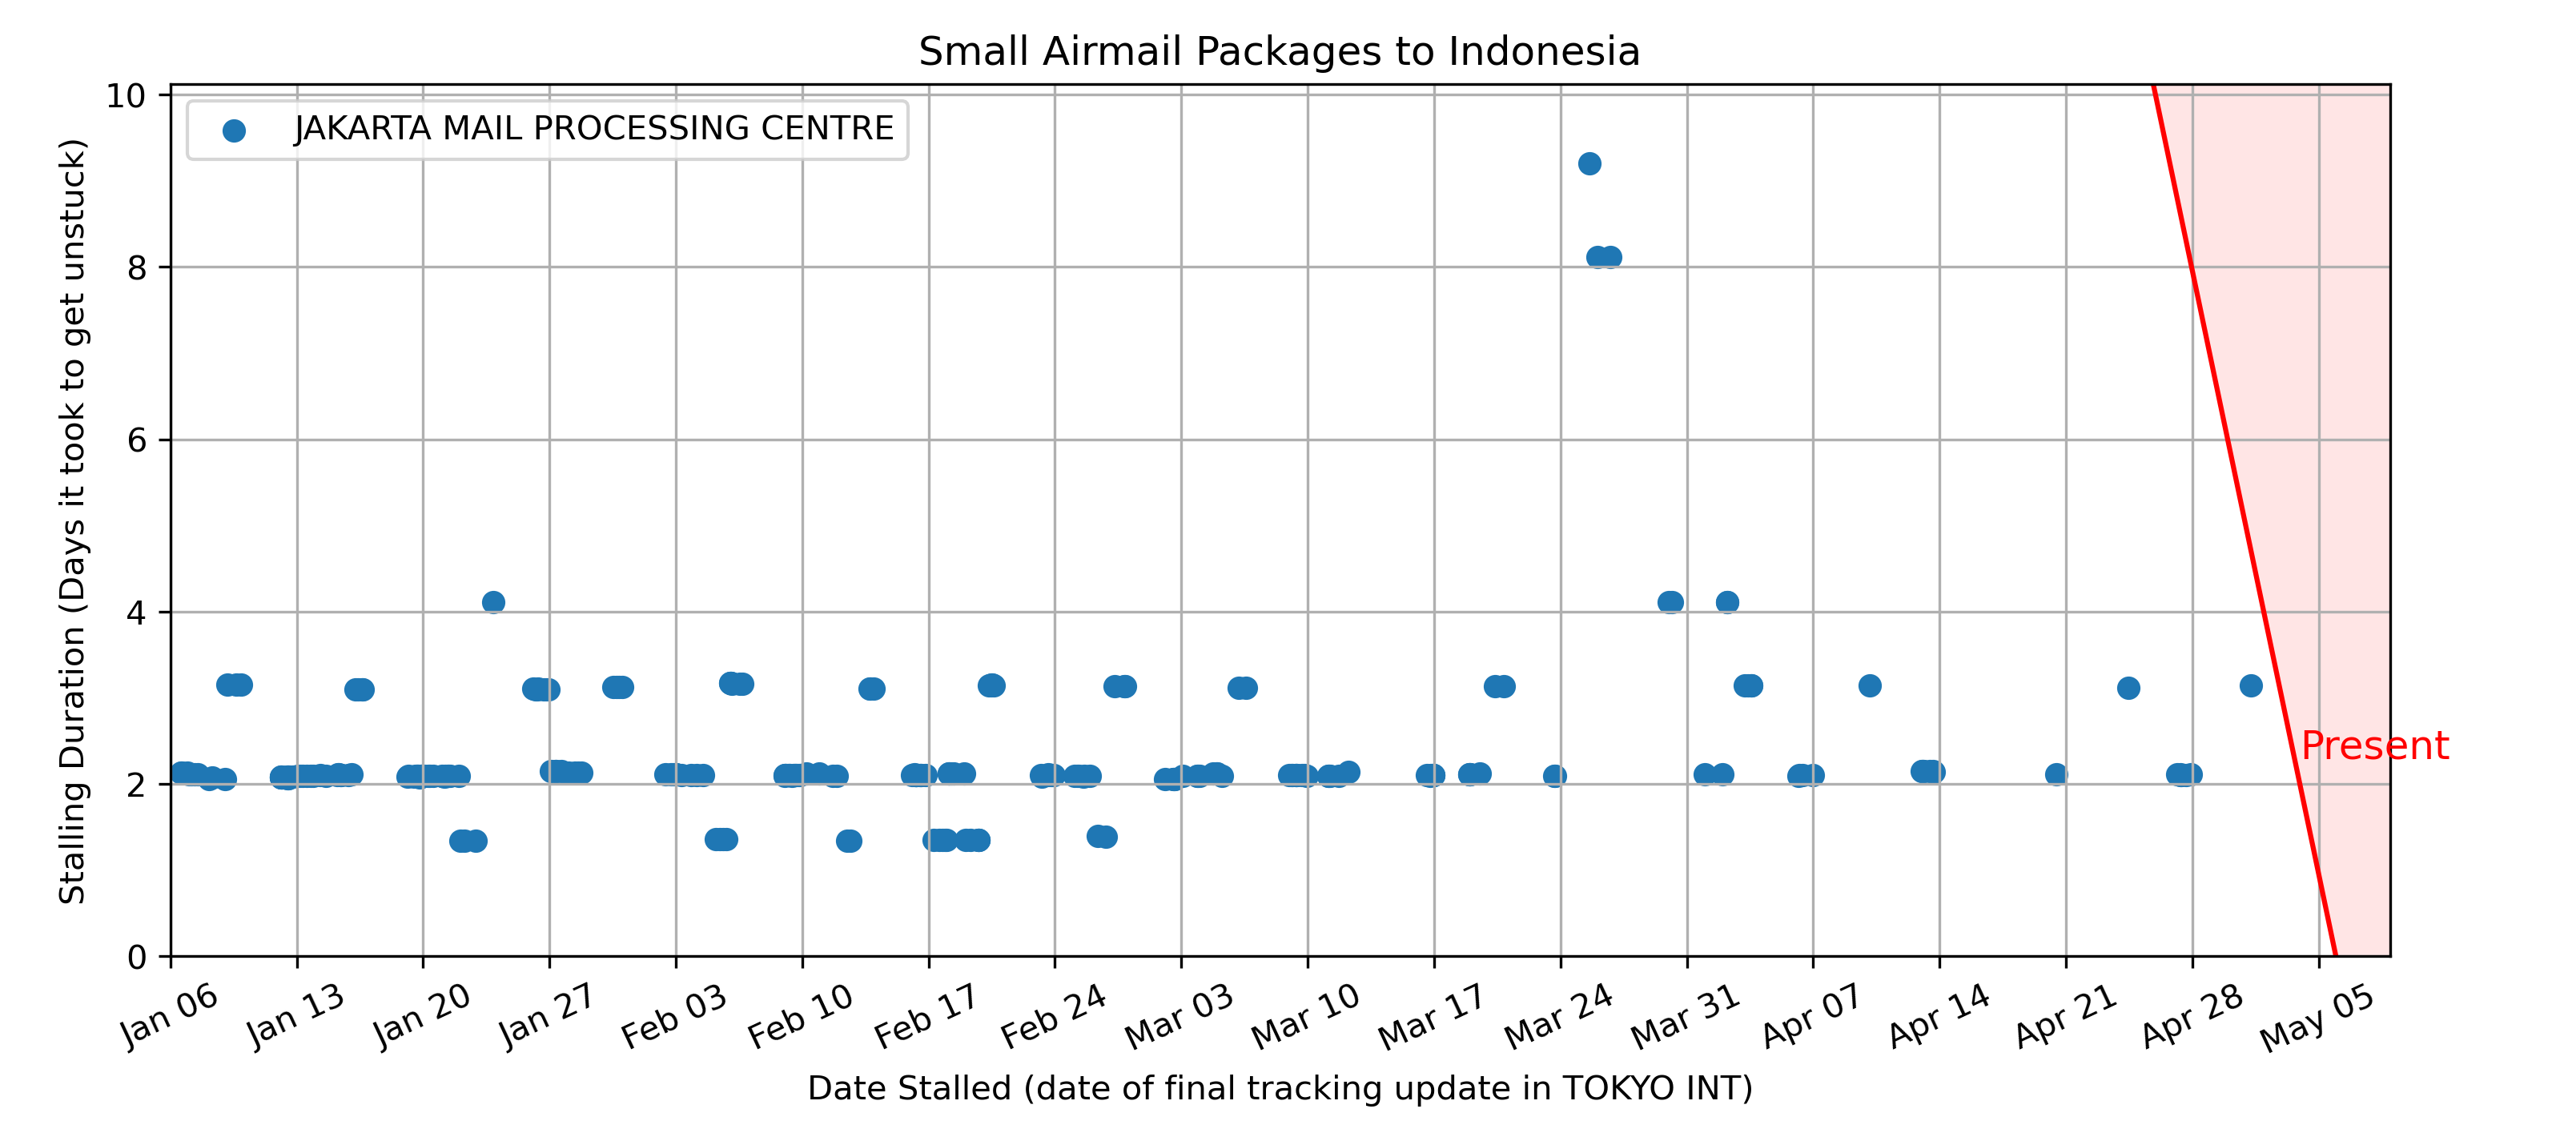 Small Airmail Packages to Indonesia
JAKARTA MAIL PROCESSING CENTRE
Stalling Duration (Days it took to get unstuck)
10
8
6
4
2
0
Present
Jan 06
Jan 13
Jan 20
Jan 27
Feb 03
Feb 10
Feb 17
Feb 24
Mar 03
Mar 10
Mar 17
Mar 24
Mar 31
Apr 07
Apr 14
Apr 21
Apr 28
May 05
Date Stalled (date of final tracking update in TOKYO INT)